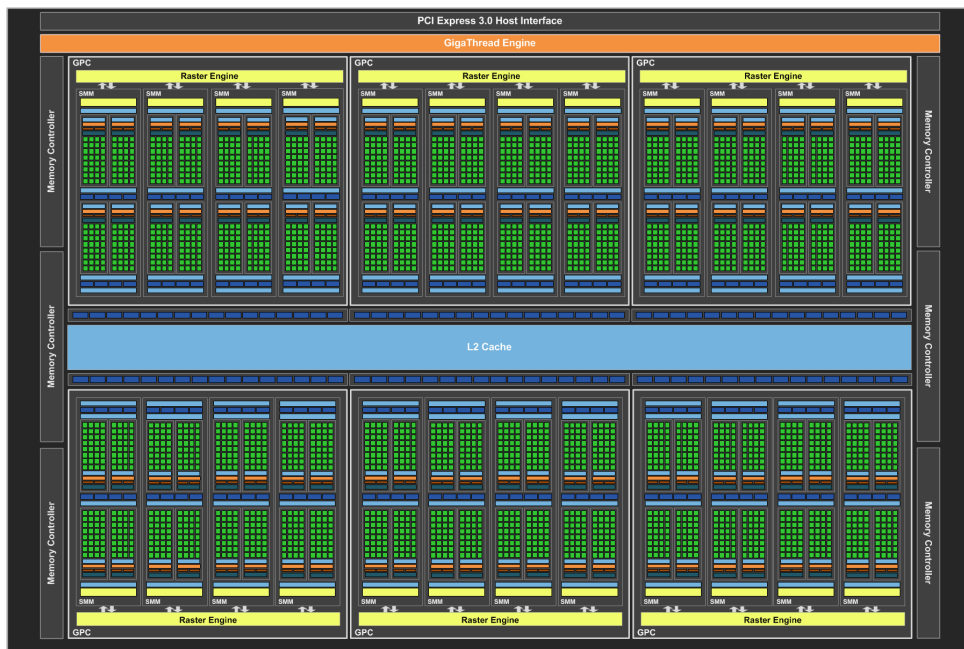 PCI Express 3.0 Host Interface
GigaThread Engine
GPC
GPC
GPC
Raster Engine
Raster Engine
Raster Engine
SMM
SMM
SMM
SMM
SMM
SMM
SMM
SMM
SMM
SMM
SMM
SMM
Memory Controller
Memory Controller
Memory Controller
L2 Cache
Memory Controller
Memory Controller
Memory Controller
SMM
SMM
SMM
SMM
SMM
SMM
SMM
SMM
SMM
SMM
SMM
SMM
Raster Engine
Raster Engine
Raster Engine
GPC
GPC
GPC